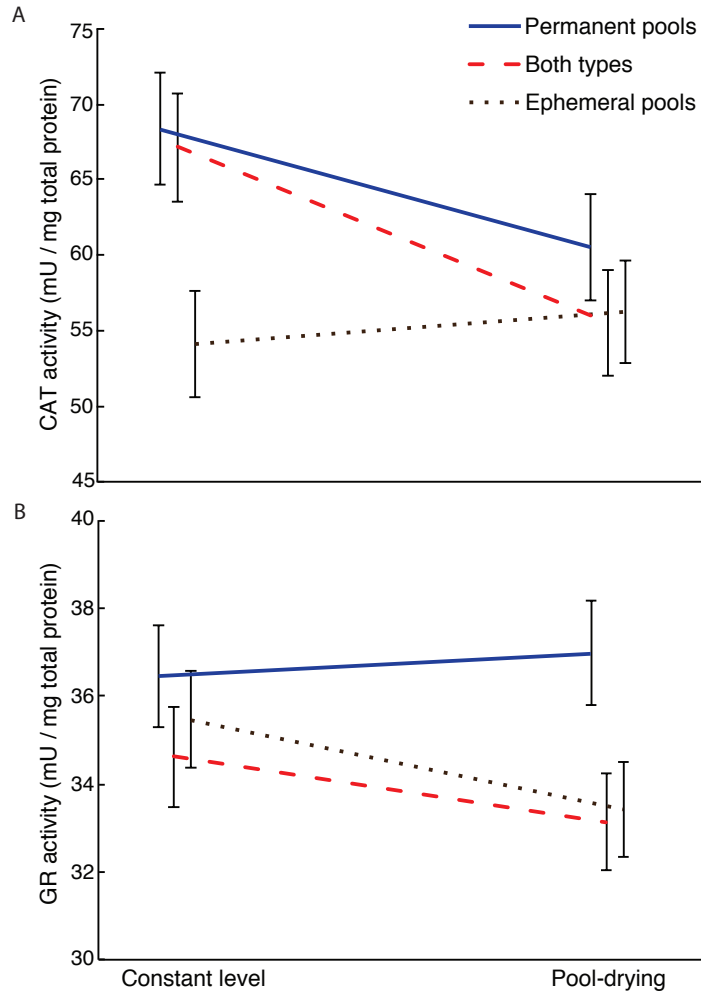 A
75
70
65
60
55
50
45
CAT activity (mU / mg total protein)
Permanent pools
Both types
Ephemeral pools
B
40
38
36
34
32
30
GR activity (mU / mg total protein)
Constant level
Pool-drying